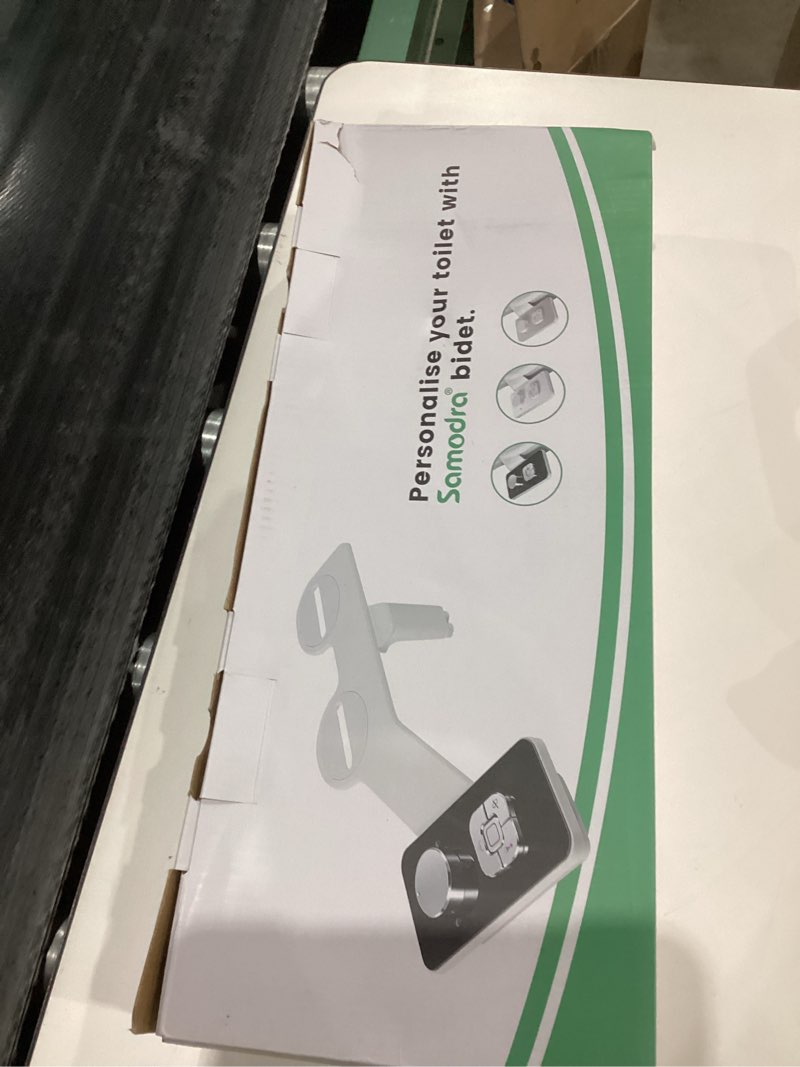 Personalise your toilet with
Samodra® bidet.